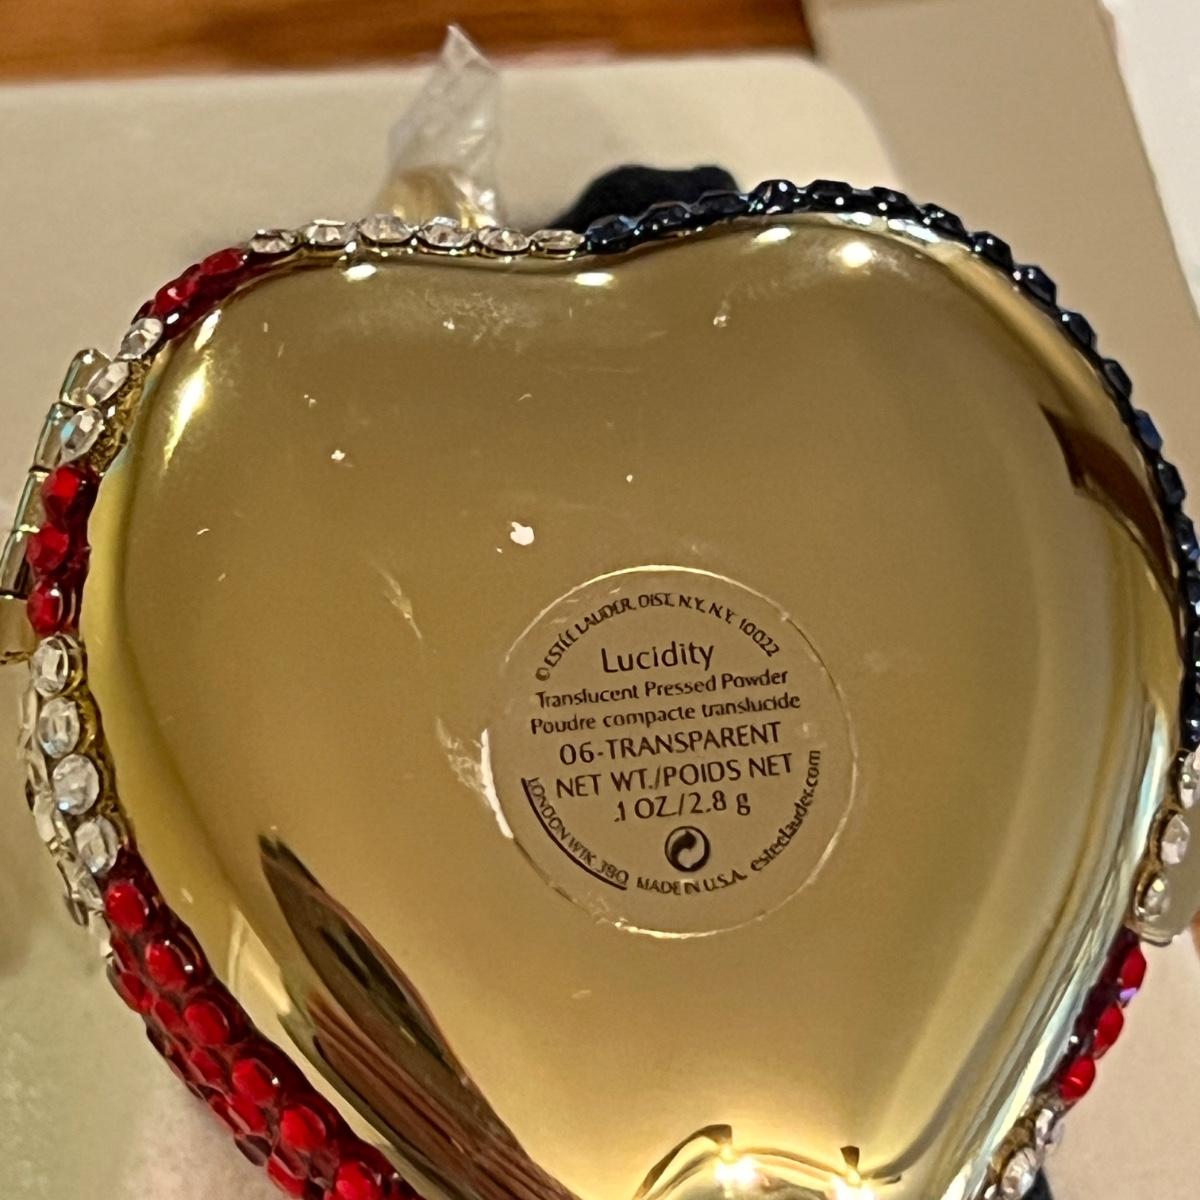 © ESTÉE LAUDER, DIST. N.Y., N.Y. 10022
Lucidity
Translucent Pressed Powder
Poudre compacte translucide
06-TRANSPARENT
NET WT./POIDS NET
.1 OZ./2.8 g
LONDON W1K 3BQ MADE IN U.S.A. esteelauder.com